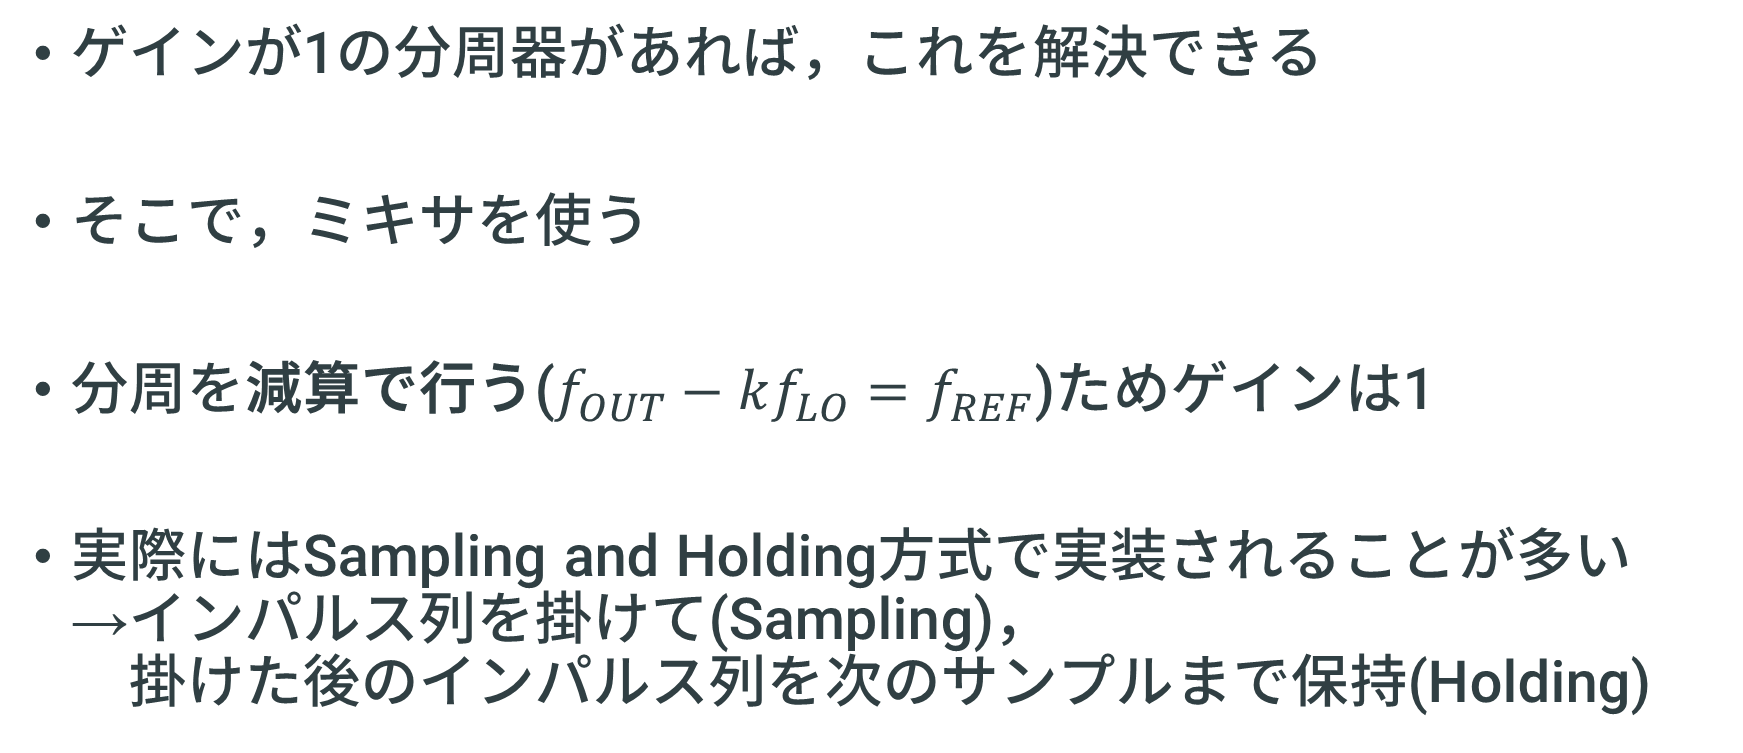 • ゲインが1の分周器があれば，これを解決できる
• そこで，ミキサを使う
• 分周を減算で行う(f_OUT − kf_LO = f_REF)ためゲインは1
• 実際にはSampling and Holding方式で実装されることが多い
→インパルス列を掛けて(Sampling)，
掛けた後のインパルス列を次のサンプルまで保持(Holding)